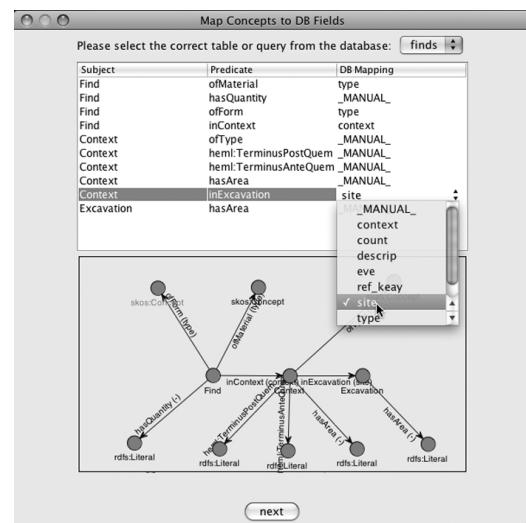 Map Concepts to DB Fields
Please select the correct table or query from the database: finds
Subject Predicate DB Mapping
Find ofMaterial type
Find hasQuantity _MANUAL_
Find ofForm type
Find inContext context
Context ofType _MANUAL_
Context heml:TerminusPostQuem _MANUAL_
Context heml:TerminusAnteQuem _MANUAL_
Context hasArea _MANUAL_
Context inExcavation site
Excavation hasArea
_MANUAL_
context
count
descrip
eve
ref_keay
✓ site
type
skos:Concept skos:Concept
ofForm (type) ofMaterial (type)
inContext (context) inExcavation (site)
Find Context Excavation
hasQuantity (-) heml:TerminusPostQuem heml:TerminusAnteQue hasArea (-) hasArea (-)
rdfs:Literal rdfs:Literal rdfs:Literal rdfs:Literal rdfs:Literal
next